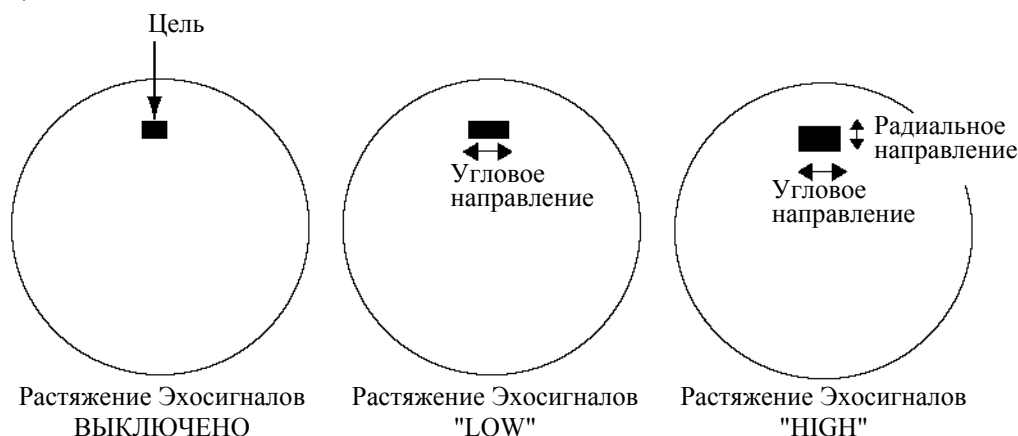 Цель
Угловое
направление
Радиальное
направление
Угловое
направление
Растяжение Эхосигналов
ВЫКЛЮЧЕНО
Растяжение Эхосигналов
"LOW"
Растяжение Эхосигналов
"HIGH"